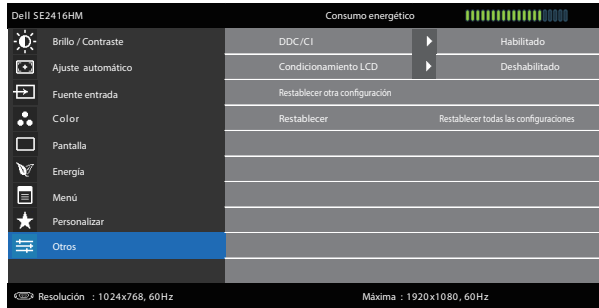 Dell SE2416HM Consumo energético
Brillo / Contraste DDC/CI Habilitado
Ajuste automático Condicionamiento LCD Deshabilitado
Fuente entrada Restablecer otra configuración
Color Restablecer Restablecer todas las configuraciones
Pantalla
Energía
Menú
Personalizar
Otros
Resolución : 1024x768, 60Hz Máxima : 1920x1080, 60Hz